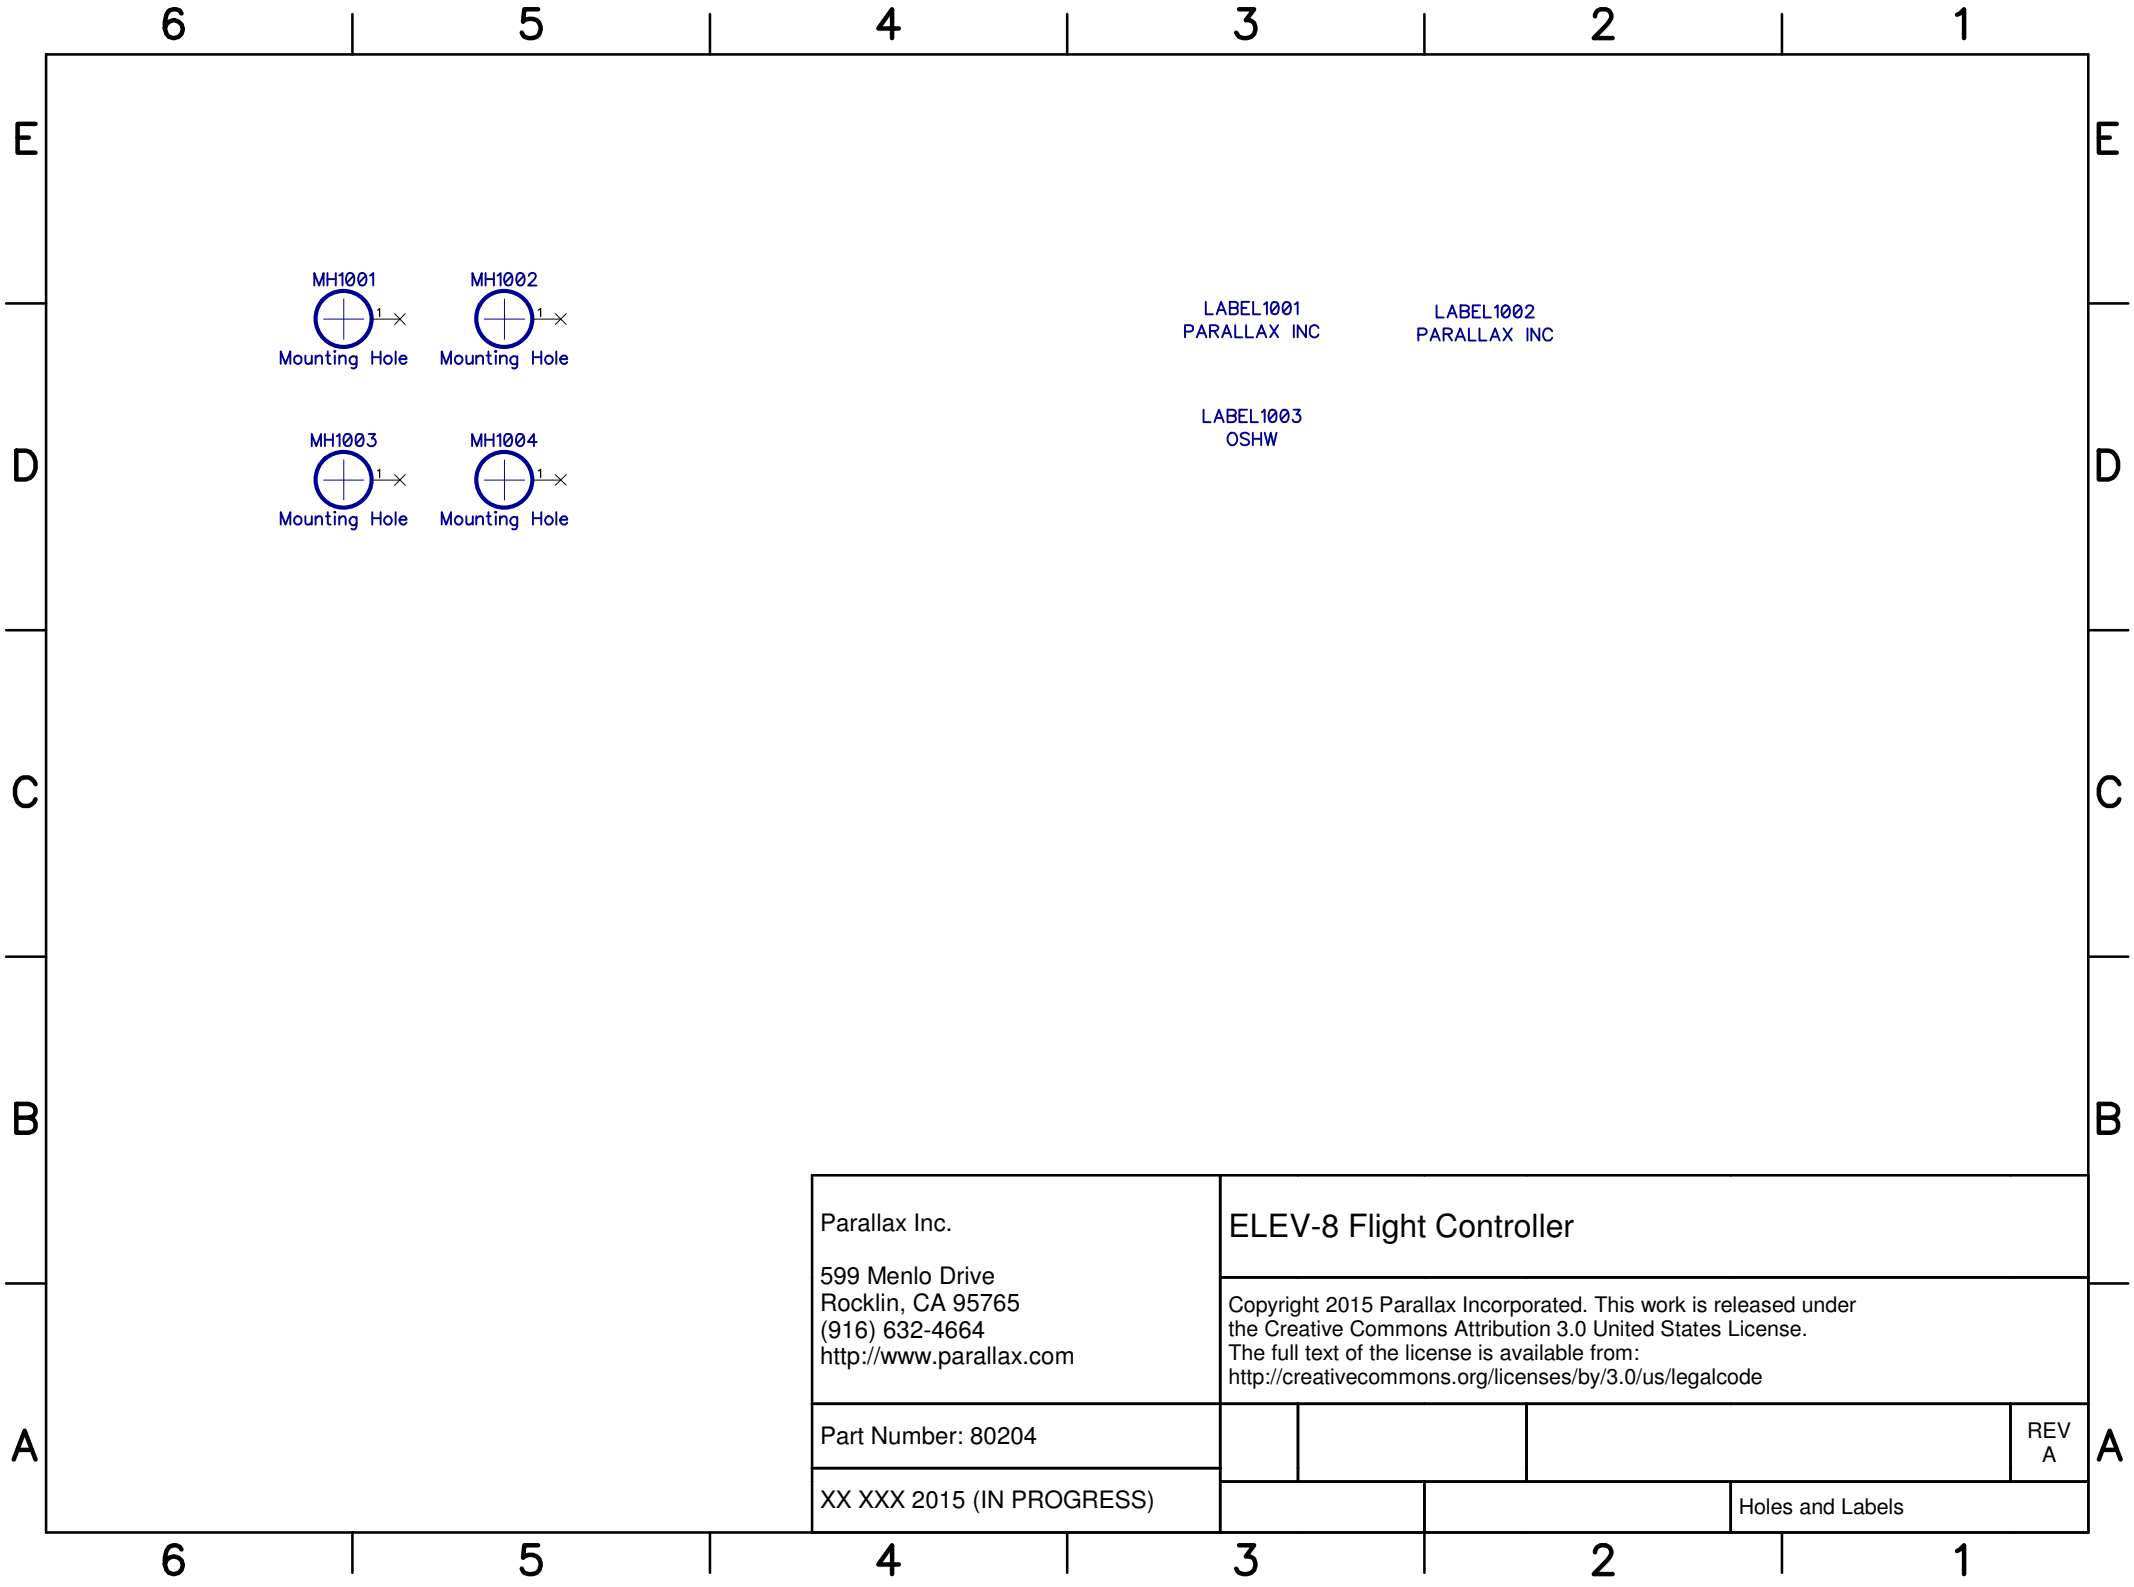 6 5 4 3 2 1
E E
MH1001 MH1002
1 1
Mounting Hole Mounting Hole
LABEL1001 LABEL1002
PARALLAX INC PARALLAX INC
LABEL1003
OSHW
MH1003 MH1004
1 1
D D
Mounting Hole Mounting Hole
C C
B B
Parallax Inc.
599 Menlo Drive
Rocklin, CA 95765
(916) 632-4664
http://www.parallax.com
ELEV-8 Flight Controller
Copyright 2015 Parallax Incorporated. This work is released under
the Creative Commons Attribution 3.0 United States License.
The full text of the license is available from:
http://creativecommons.org/licenses/by/3.0/us/legalcode
Part Number: 80204
REV
A
A A
XX XXX 2015 (IN PROGRESS)
Holes and Labels
6 5 4 3 2 1